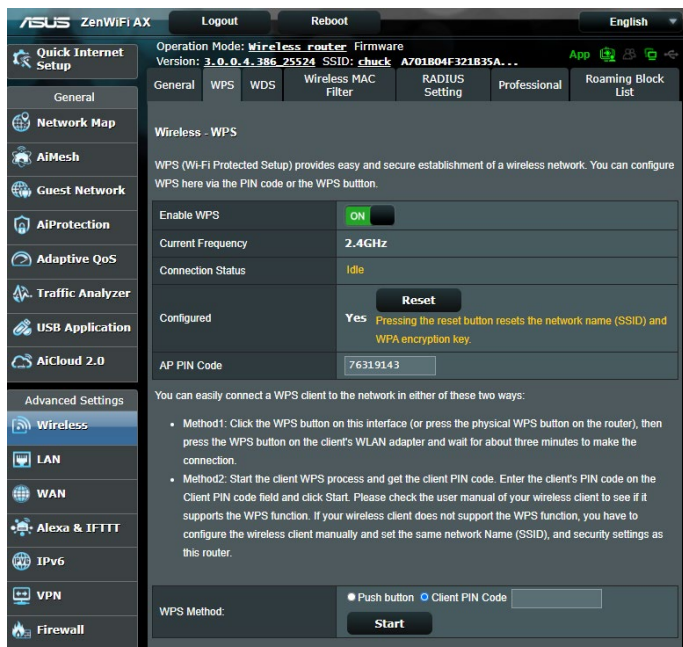 ASUS ZenWiFi AX Logout Reboot English
Quick Internet Setup
General
Network Map
AiMesh
Guest Network
AiProtection
Adaptive QoS
Traffic Analyzer
USB Application
AiCloud 2.0
Advanced Settings
Wireless
LAN
WAN
Alexa & IFTTT
IPv6
VPN
Firewall
Operation Mode: Wireless router Firmware
Version: 3.0.0.4.386_25524 SSID: chuck A701B04F321B35A... App
General WPS WDS Wireless MAC Filter RADIUS Setting Professional Roaming Block List
Wireless - WPS
WPS (Wi-Fi Protected Setup) provides easy and secure establishment of a wireless network. You can configure
WPS here via the PIN code or the WPS buttton.
Enable WPS ON
Current Frequency 2.4GHz
Connection Status Idle
Configured Yes Reset
Pressing the reset button resets the network name (SSID) and
WPA encryption key.
AP PIN Code 76319143
You can easily connect a WPS client to the network in either of these two ways:
• Method1: Click the WPS button on this interface (or press the physical WPS button on the router), then
press the WPS button on the client's WLAN adapter and wait for about three minutes to make the
connection.
• Method2: Start the client WPS process and get the client PIN code. Enter the client's PIN code on the
Client PIN code field and click Start. Please check the user manual of your wireless client to see if it
supports the WPS function. If your wireless client does not support the WPS function, you have to
configure the wireless client manually and set the same network Name (SSID), and security settings as
this router.
WPS Method: Push button Client PIN Code
Start